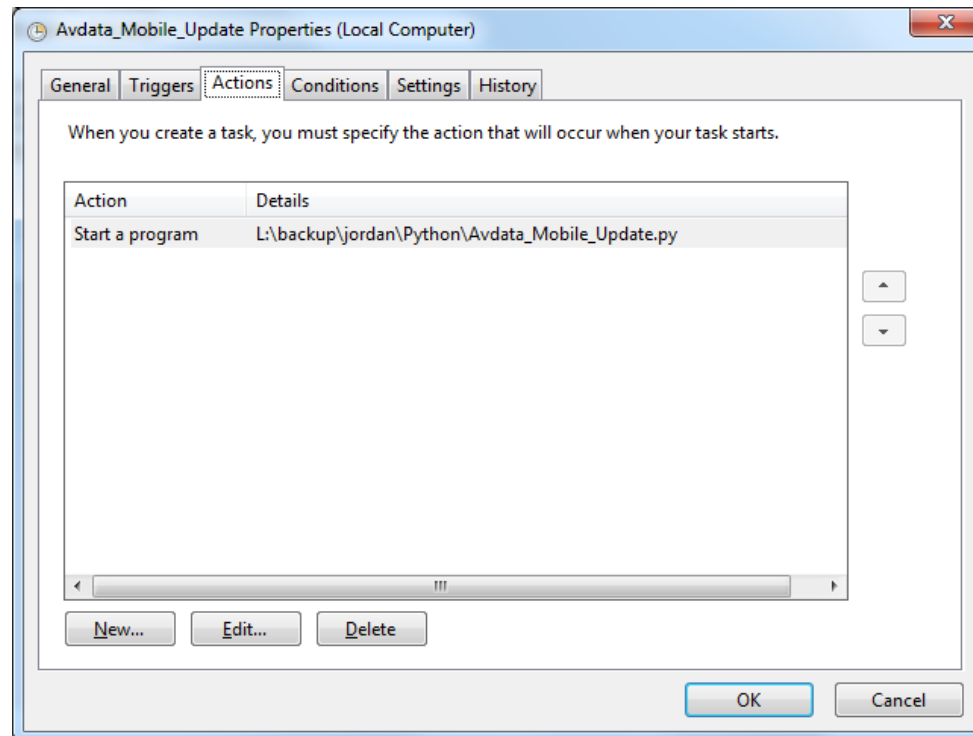 Avdata_Mobile_Update Properties (Local Computer)
General Triggers Actions Conditions Settings History
When you create a task, you must specify the action that will occur when your task starts.
Action Details
Start a program L:\backup\jordan\Python\Avdata_Mobile_Update.py
New... Edit... Delete
OK Cancel